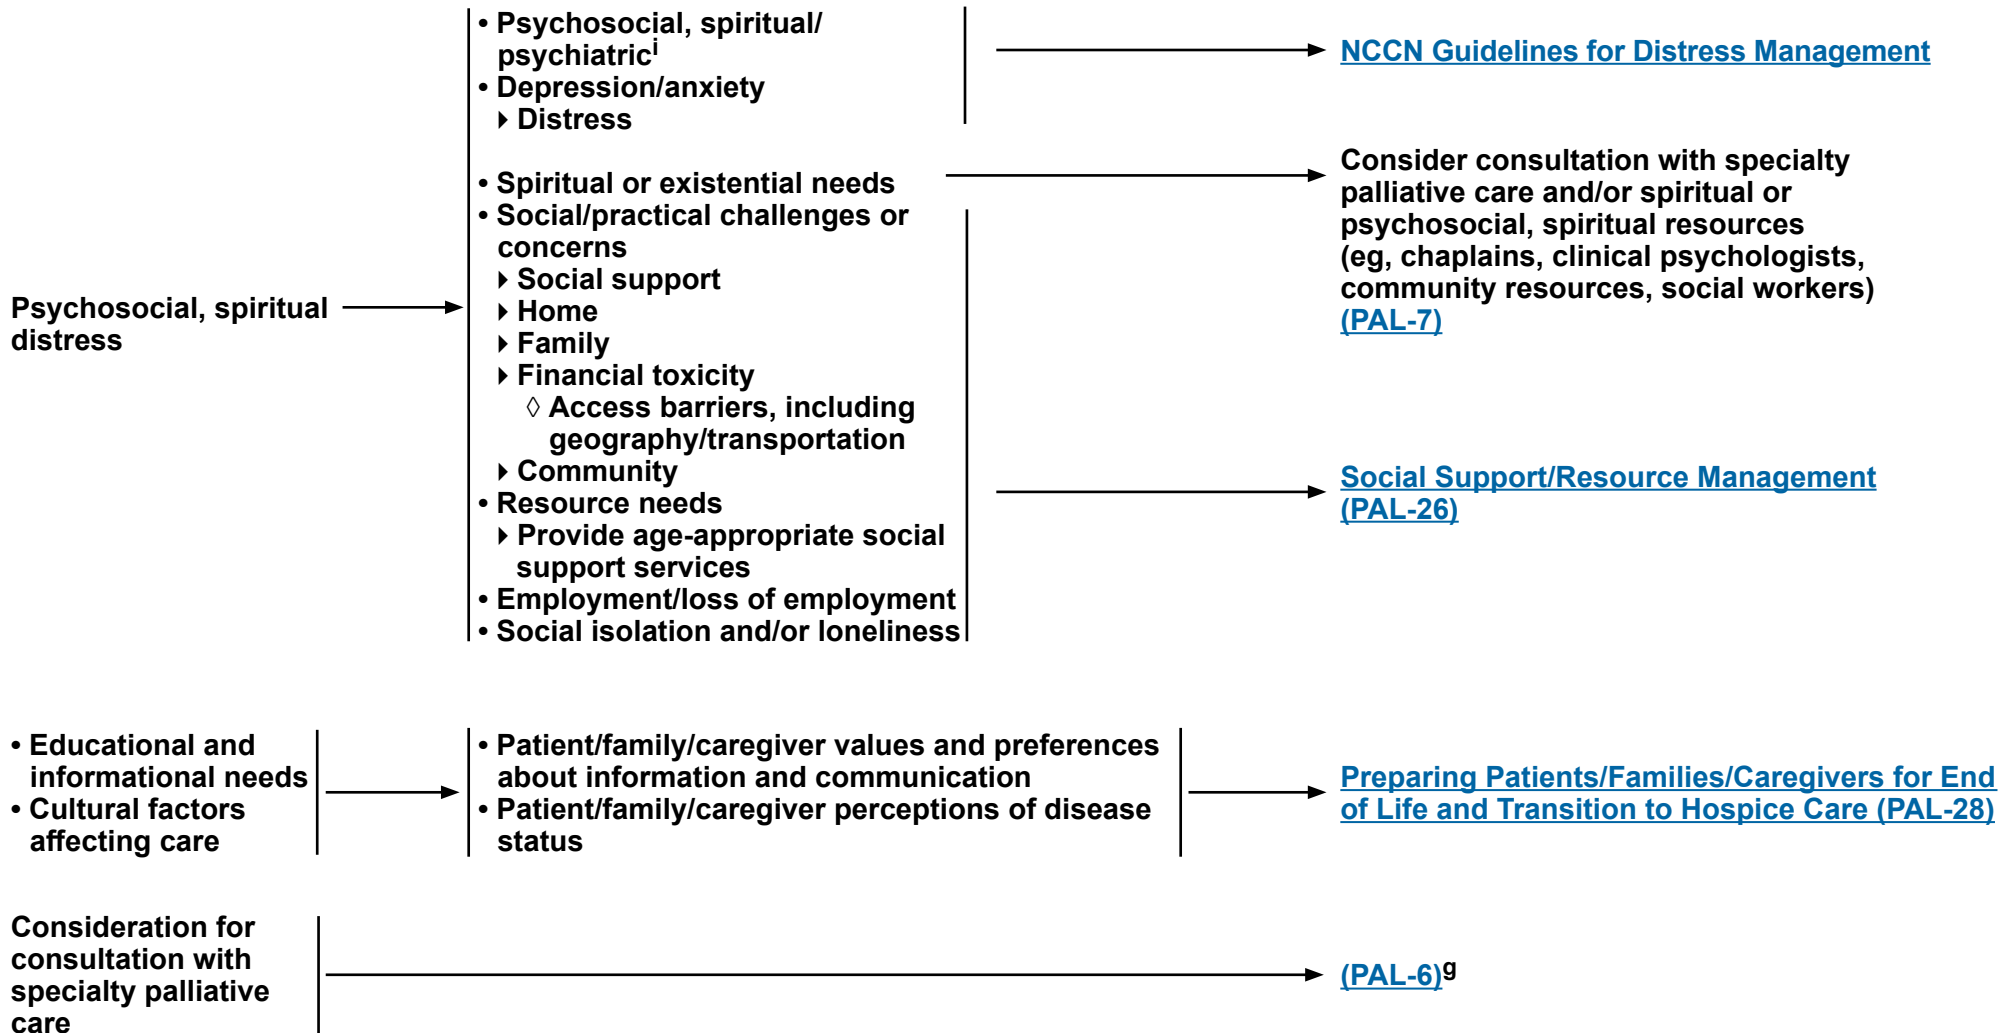 Psychosocial, spiritual
distress
• Psychosocial, spiritual/
psychiatricⁱ
• Depression/anxiety
▸ Distress
• Spiritual or existential needs
• Social/practical challenges or
concerns
▸ Social support
▸ Home
▸ Family
▸ Financial toxicity
◊ Access barriers, including
geography/transportation
▸ Community
• Resource needs
▸ Provide age-appropriate social
support services
• Employment/loss of employment
• Social isolation and/or loneliness
NCCN Guidelines for Distress Management
Consider consultation with specialty
palliative care and/or spiritual or
psychosocial, spiritual resources
(eg, chaplains, clinical psychologists,
community resources, social workers)
(PAL-7)
Social Support/Resource Management
(PAL-26)
• Educational and
informational needs
• Cultural factors
affecting care
• Patient/family/caregiver values and preferences
about information and communication
• Patient/family/caregiver perceptions of disease
status
Preparing Patients/Families/Caregivers for End
of Life and Transition to Hospice Care (PAL-28)
Consideration for
consultation with
specialty palliative
care
(PAL-6)ᵍ